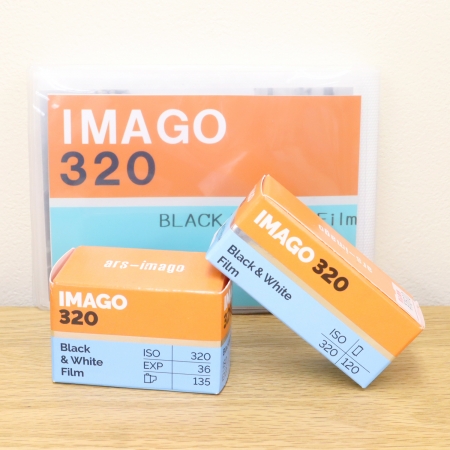 IMAGO
320
BLACK Film
ars-imago
IMAGO
320
Black
& White
Film
ISO 320
EXP 36
135
IMAGO 320
Black & White
Film
ISO
320 120